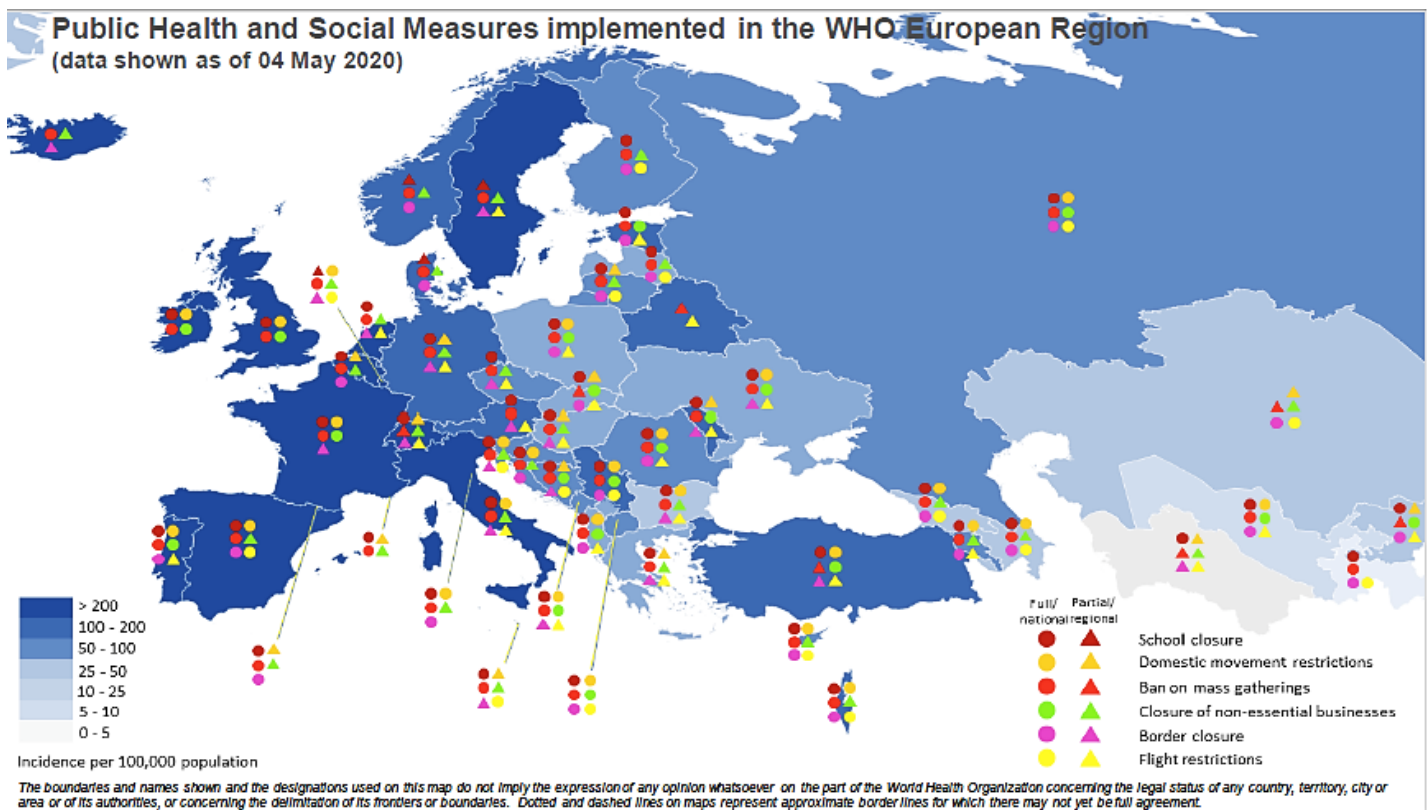 Public Health and Social Measures implemented in the WHO European Region
(data shown as of 04 May 2020)
> 200
100 - 200
50 - 100
25 - 50
10 - 25
5 - 10
0 - 5
Incidence per 100,000 population
Full/ Partial/
national regional
School closure
Domestic movement restrictions
Ban on mass gatherings
Closure of non-essential businesses
Border closure
Flight restrictions
The boundaries and names shown and the designations used on this map do not imply the expression of any opinion whatsoever on the part of the World Health Organization concerning the legal status of any country, territory, city or
area or of its authorities, or concerning the delimitation of its frontiers or boundaries. Dotted and dashed lines on maps represent approximate border lines for which there may not yet be full agreement.